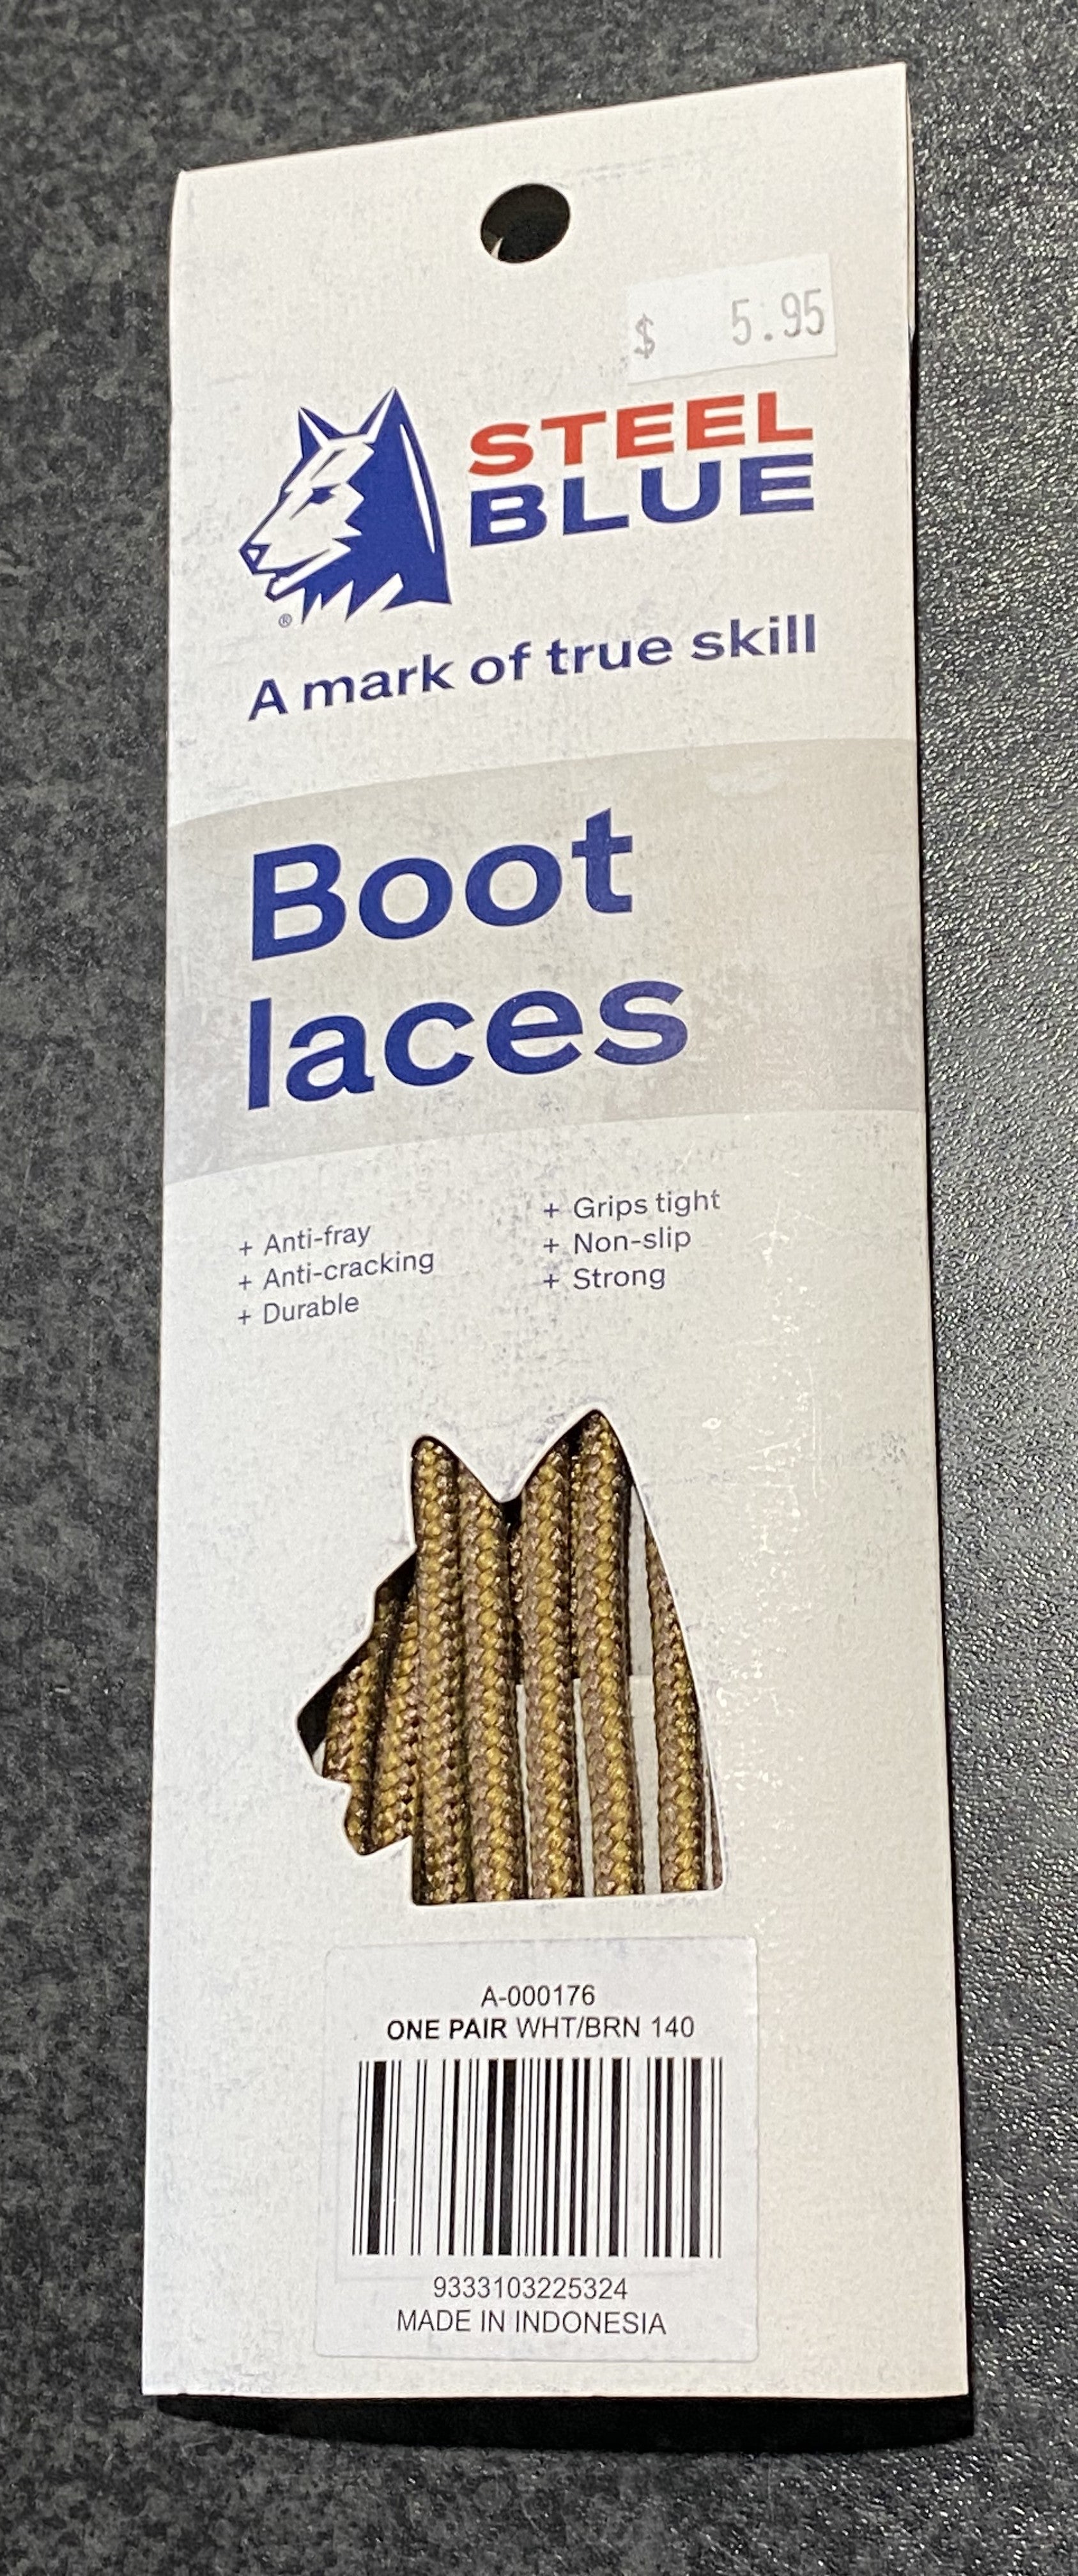 $ 5.95
STEEL
BLUE
®
A mark of true skill
Boot
laces
+ Anti-fray
+ Anti-cracking
+ Durable
+ Grips tight
+ Non-slip
+ Strong
A-000176
ONE PAIR WHT/BRN 140
9333103225324
MADE IN INDONESIA